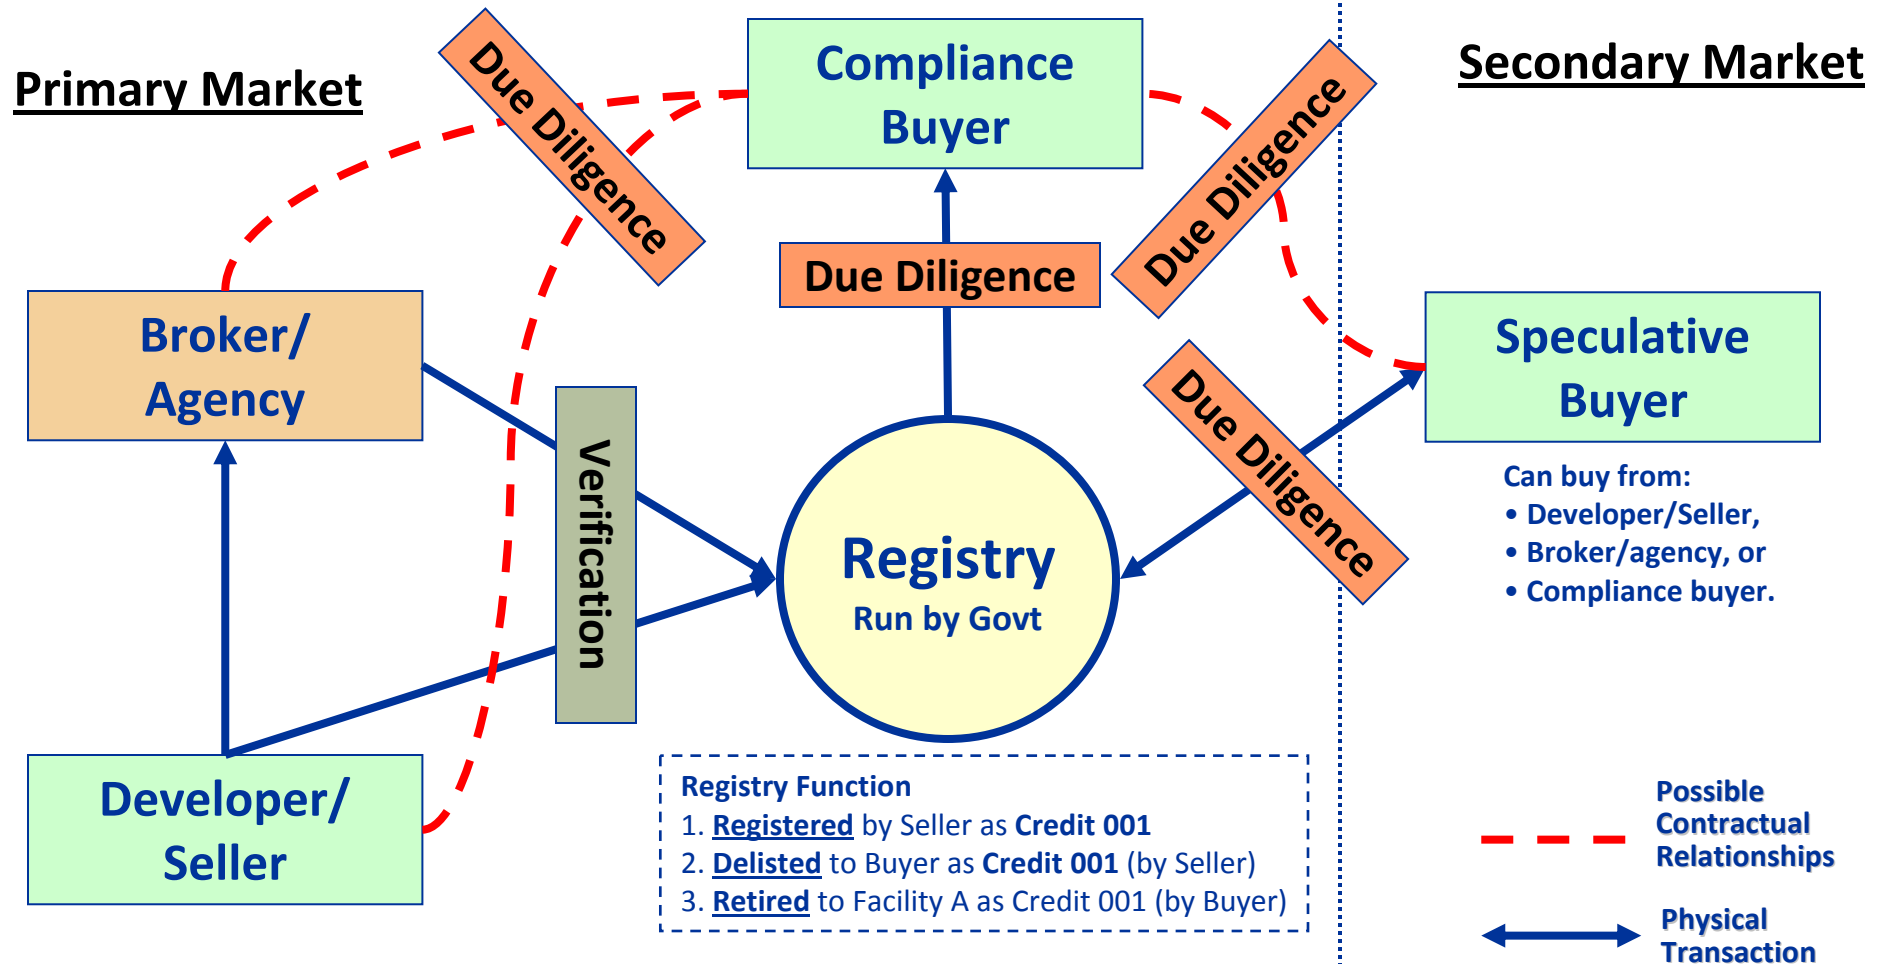 Primary Market
Due Diligence
Compliance
Buyer
Due Diligence
Secondary Market
Due Diligence
Broker/
Agency
Speculative
Buyer
Verification
Due Diligence
Can buy from:
• Developer/Seller,
• Broker/agency, or
• Compliance buyer.
Registry
Run by Govt
Developer/
Seller
Registry Function
1. Registered by Seller as Credit 001
2. Delisted to Buyer as Credit 001 (by Seller)
3. Retired to Facility A as Credit 001 (by Buyer)
Possible
Contractual
Relationships
Physical
Transaction